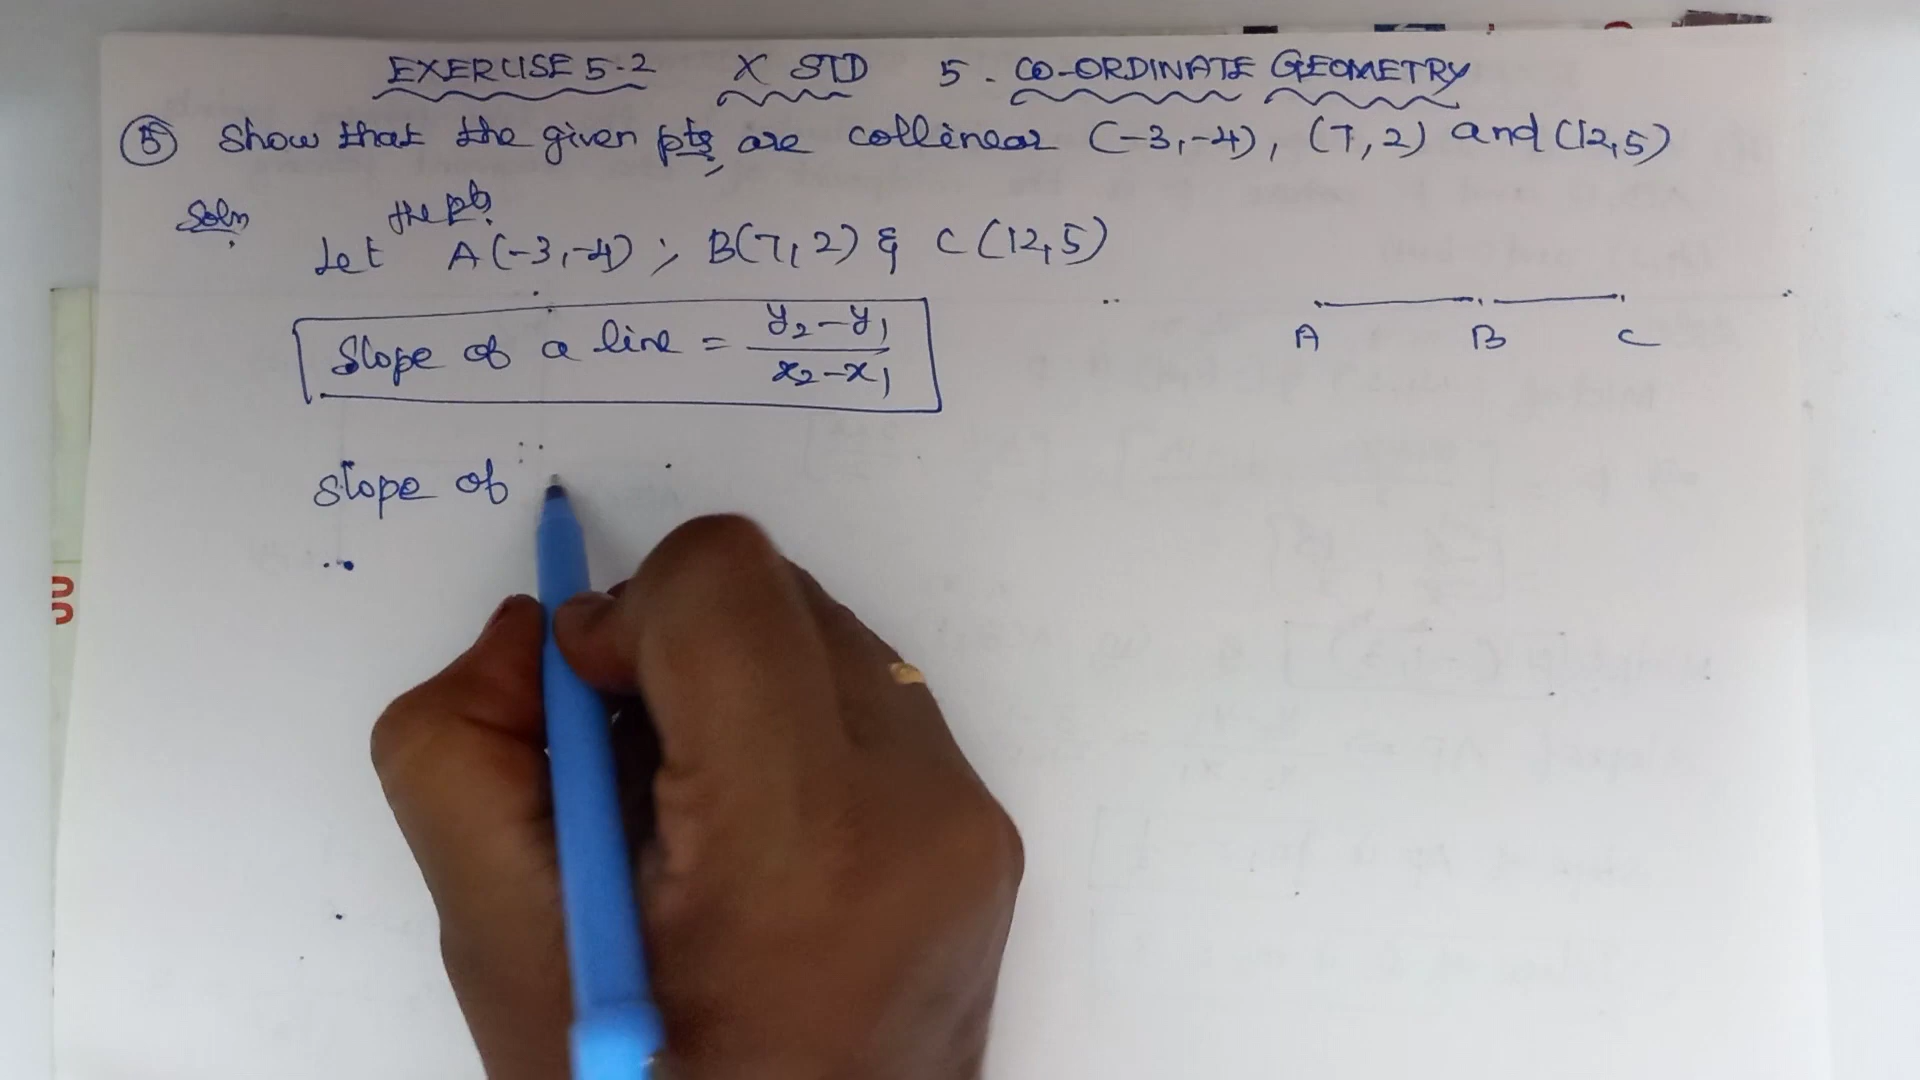 EXERCISE 5.2 X STD 5. CO-ORDINATE GEOMETRY
5 Show that the given pts are collinear (-3,-4), (7,2) and (12,5)
Soln
the pts
Let A(-3,-4); B(7,2) & C(12,5)
Slope of a line = y₂-y₁ / x₂-x₁
A B C
Slope of